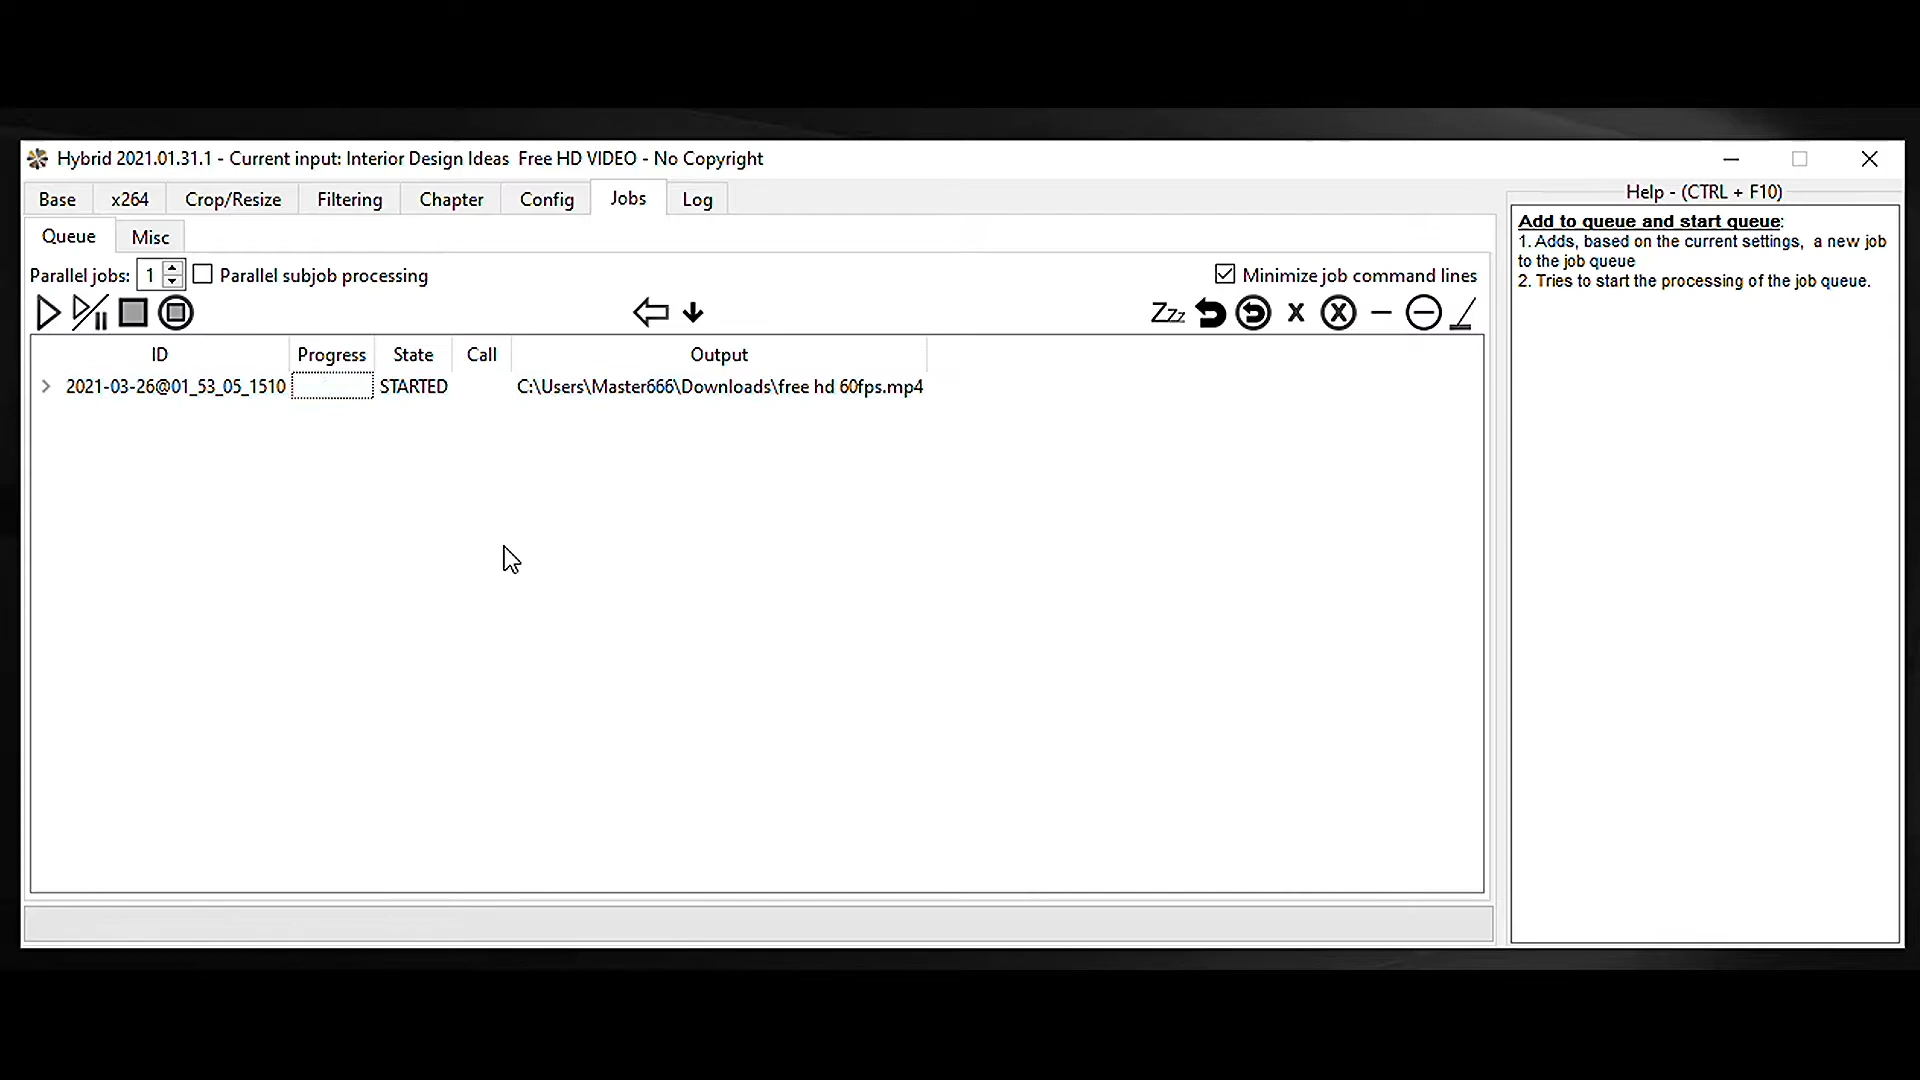 Hybrid 2021.01.31.1 - Current input: Interior Design Ideas  Free HD VIDEO - No Copyright
Base x264 Crop/Resize Filtering Chapter Config Jobs Log
Queue Misc
Parallel jobs: 1 Parallel subjob processing Minimize job command lines
Zzz
ID Progress State Call Output
2021-03-26@01_53_05_1510 STARTED C:\Users\Master666\Downloads\free hd 60fps.mp4
Help - (CTRL + F10)
Add to queue and start queue:
1. Adds, based on the current settings,  a new job
to the job queue
2. Tries to start the processing of the job queue.